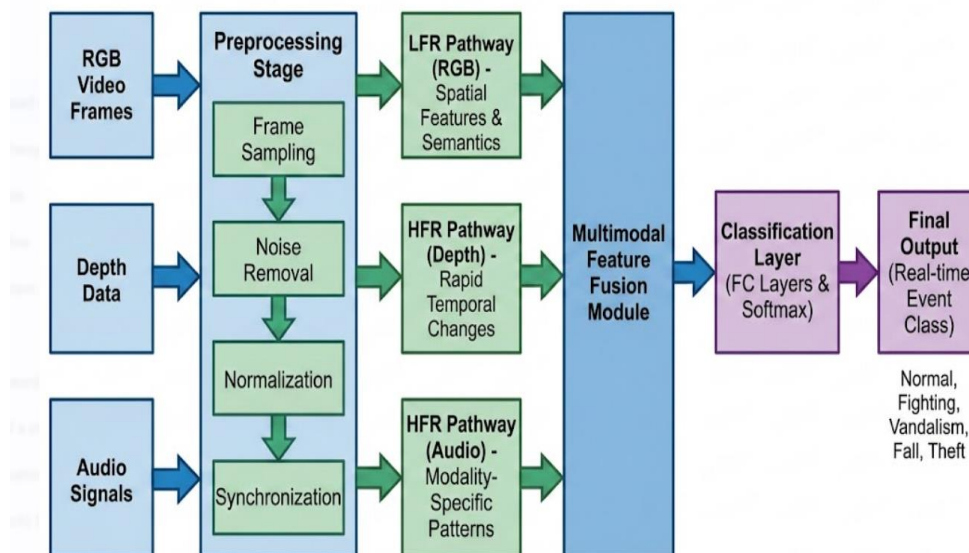 RGB
Video
Frames
Depth
Data
Audio
Signals
Preprocessing
Stage
Frame
Sampling
Noise
Removal
Normalization
Synchronization
LFR Pathway
(RGB) -
Spatial
Features &
Semantics
HFR Pathway
(Depth) -
Rapid
Temporal
Changes
HFR Pathway
(Audio) -
Modality-
Specific
Patterns
Multimodal
Feature
Fusion
Module
Classification
Layer
(FC Layers &
Softmax)
Final
Output
(Real-time
Event
Class)
Normal,
Fighting,
Vandalism,
Fall, Theft